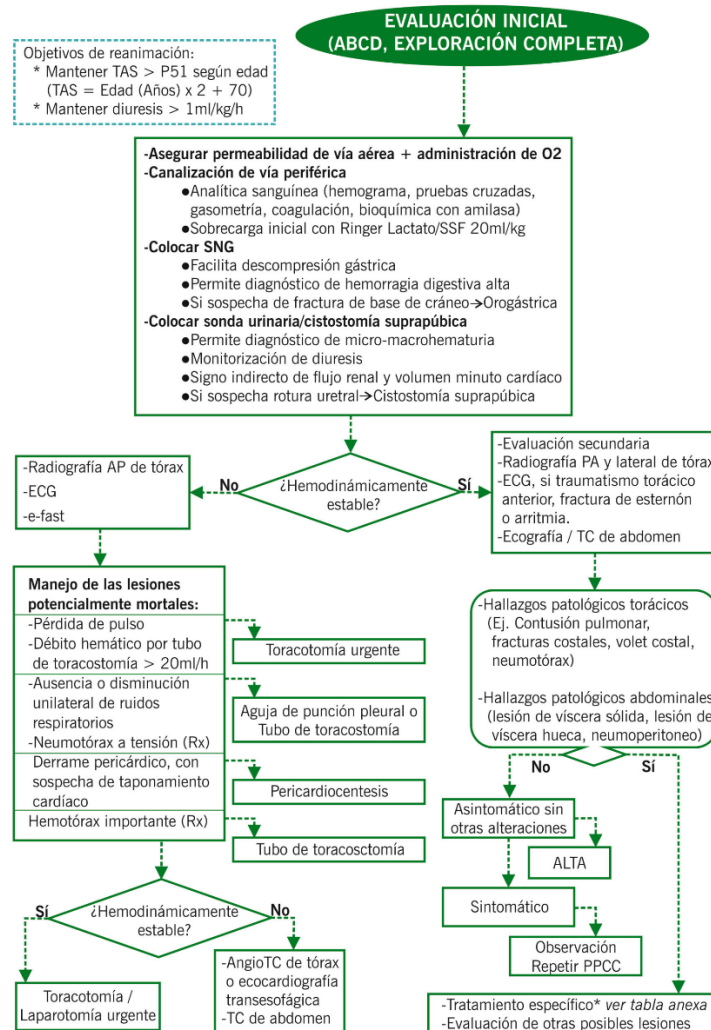 EVALUACIÓN INICIAL
(ABCD, EXPLORACIÓN COMPLETA)
Objetivos de reanimación:
* Mantener TAS > P51 según edad
(TAS = Edad (Años) x 2 + 70)
* Mantener diuresis > 1ml/kg/h
-Asegurar permeabilidad de vía aérea + administración de O2
-Canalización de vía periférica
●Analítica sanguínea (hemograma, pruebas cruzadas,
gasometría, coagulación, bioquímica con amilasa)
●Sobrecarga inicial con Ringer Lactato/SSF 20ml/kg
-Colocar SNG
●Facilita descompresión gástrica
●Permite diagnóstico de hemorragia digestiva alta
●Si sospecha de fractura de base de cráneo→Orogástrica
-Colocar sonda urinaria/cistostomía suprapúbica
●Permite diagnóstico de micro-macrohematuria
●Monitorización de diuresis
●Signo indirecto de flujo renal y volumen minuto cardíaco
●Si sospecha rotura uretral→Cistostomía suprapúbica
¿Hemodinámicamente
estable?
No
Sí
-Radiografía AP de tórax
-ECG
-e-fast
-Evaluación secundaria
-Radiografía PA y lateral de tórax
-ECG, si traumatismo torácico
anterior, fractura de esternón
o arritmia.
-Ecografía / TC de abdomen
Manejo de las lesiones
potencialmente mortales:
-Pérdida de pulso
-Débito hemático por tubo
de toracostomía > 20ml/h
Toracotomía urgente
-Ausencia o disminución
unilateral de ruidos
respiratorios
-Neumotórax a tensión (Rx)
Aguja de punción pleural o
Tubo de toracostomía
Derrame pericárdico, con
sospecha de taponamiento
cardíaco
Pericardiocentesis
Hemotórax importante (Rx)
Tubo de toracosctomía
-Hallazgos patológicos torácicos
(Ej. Contusión pulmonar,
fracturas costales, volet costal,
neumotórax)
-Hallazgos patológicos abdominales
(lesión de víscera sólida, lesión de
víscera hueca, neumoperitoneo)
No
Sí
Asintomático sin
otras alteraciones
ALTA
Sintomático
Observación
Repetir PPCC
¿Hemodinámicamente
estable?
Sí
No
Toracotomía /
Laparotomía urgente
-AngioTC de tórax
o ecocardiografía
transesofágica
-TC de abdomen
-Tratamiento específico* ver tabla anexa
-Evaluación de otras posibles lesiones